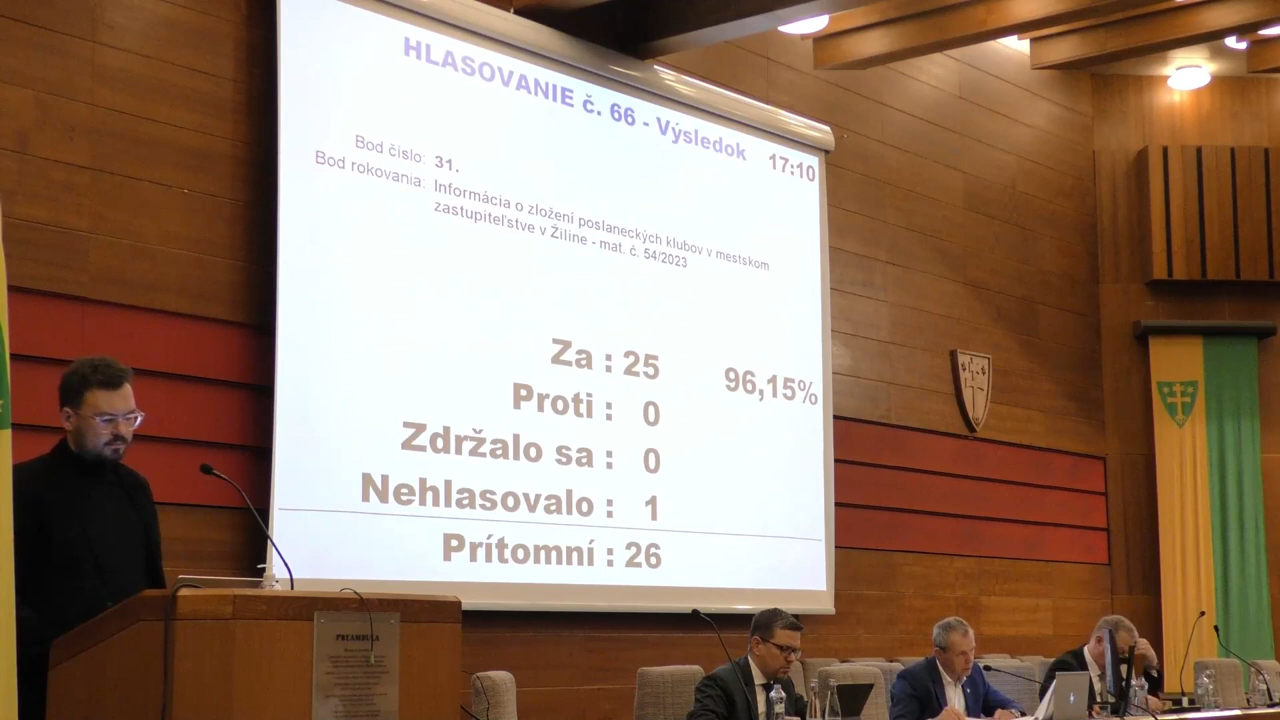 HLASOVANIE č. 66 - Výsledok 17:10
Bod číslo: 31.
Bod rokovania: Informácia o zložení poslaneckých klubov v mestskom
zastupiteľstve v Žiline - mat. č. 54/2023
Za : 25 96,15%
Proti : 0
Zdržalo sa : 0
Nehlasovalo : 1
Prítomní : 26
PREAMBULA